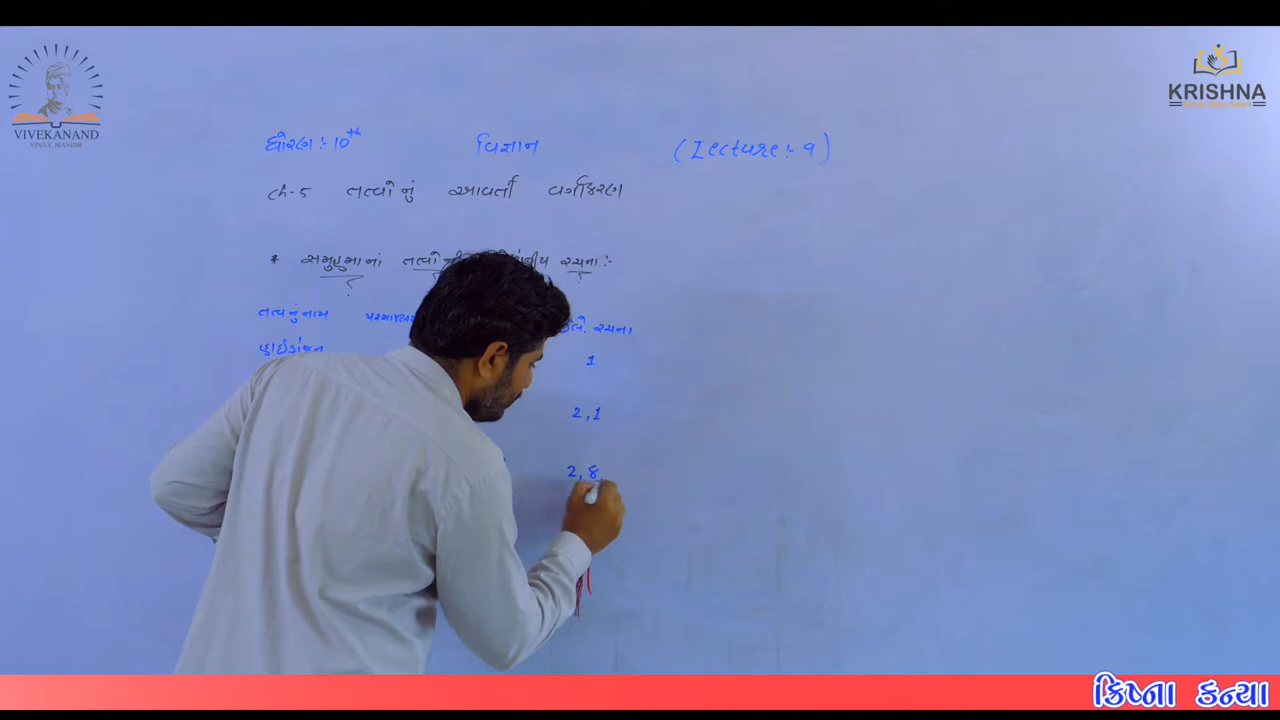 VIVEKANAND
VINAY MANDIR
KRISHNA
ધોરણ :- 10th વિજ્ઞાન (Lecture :- 9)
ch-5 તત્વોનું આવર્તી વર્ગીકરણ
* સમુહમાનાં તત્વોની રચના :-
તત્વનુંનામ ઇલે. રચના
હાઈડ્રોજન 1
2,1
2,8
ક્રિષ્ના કન્યા